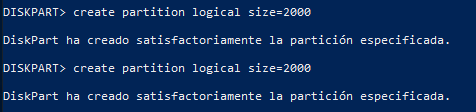 DISKPART> create partition logical size=2000
DiskPart ha creado satisfactoriamente la partición especificada.
DISKPART> create partition logical size=2000
DiskPart ha creado satisfactoriamente la partición especificada.